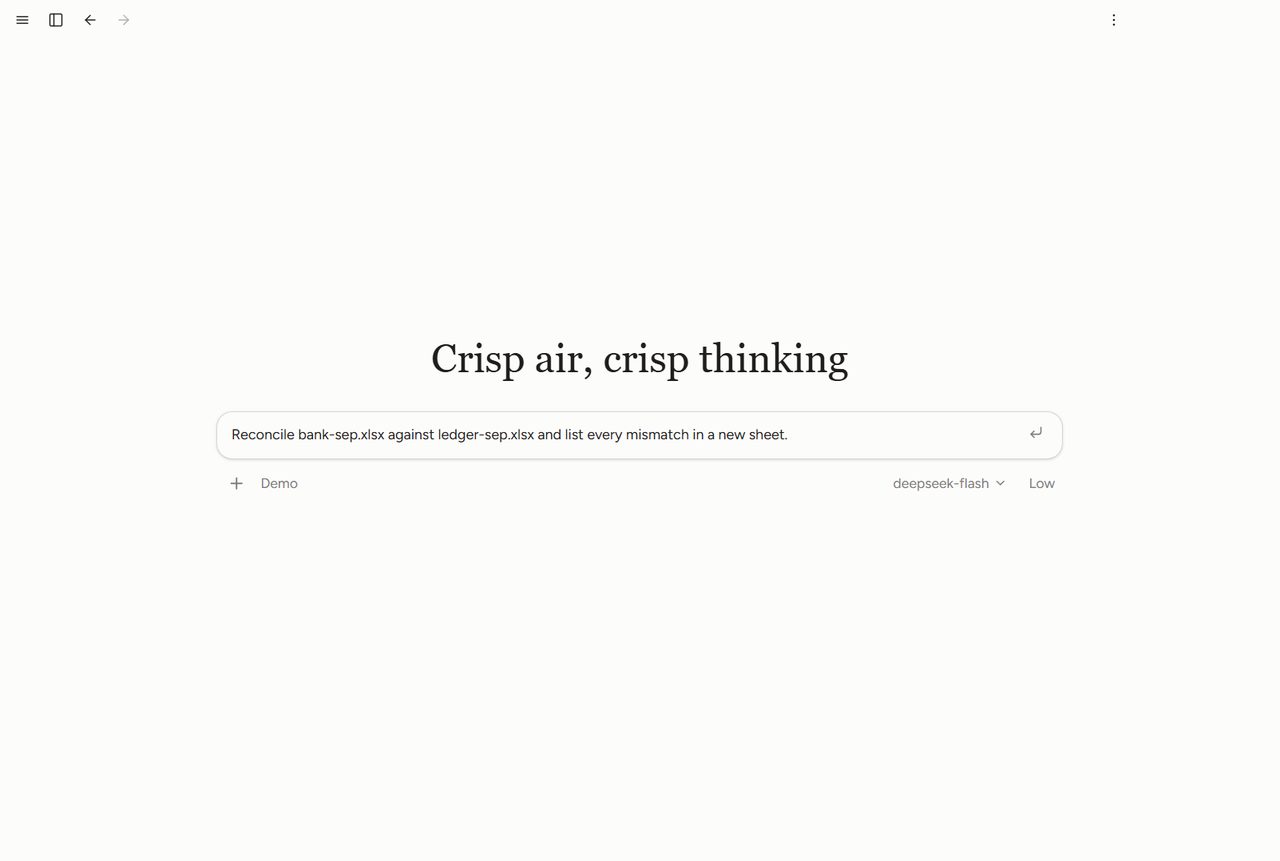 Crisp air, crisp thinking
Reconcile bank-sep.xlsx against ledger-sep.xlsx and list every mismatch in a new sheet.
Demo
deepseek-flash
Low